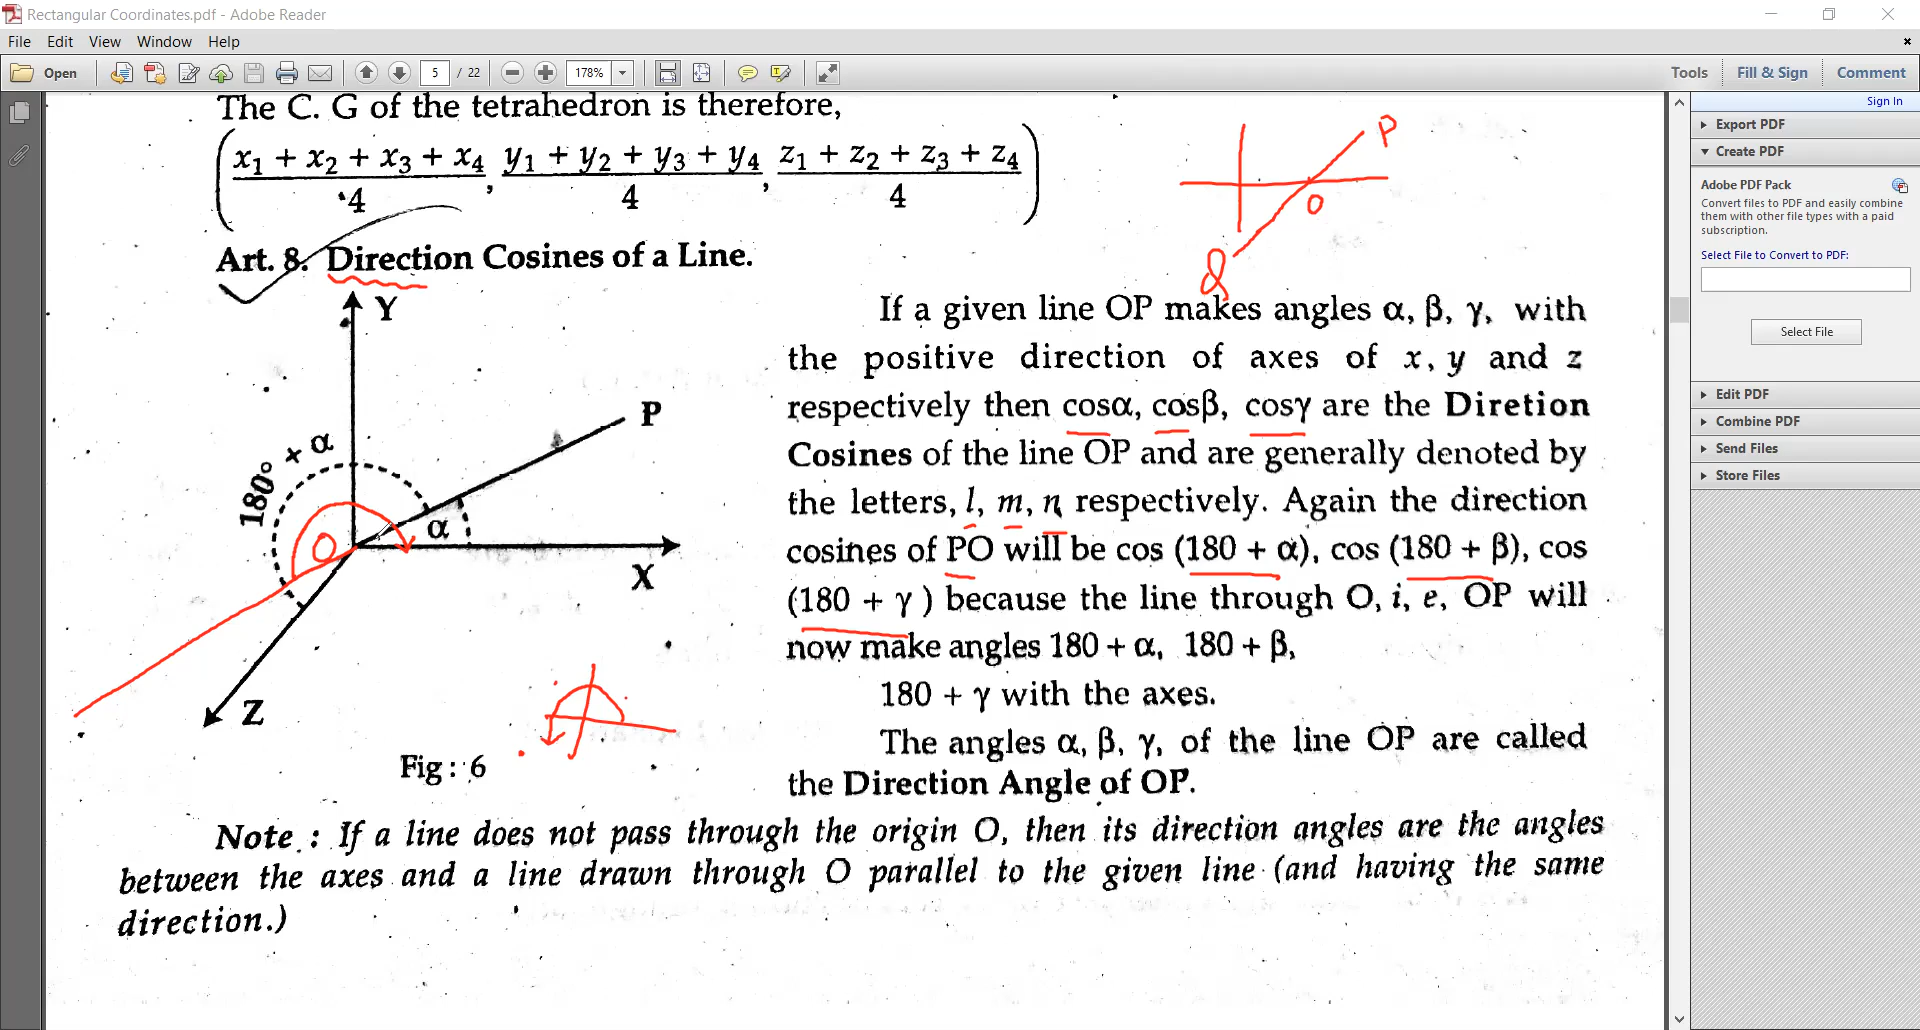 Rectangular Coordinates.pdf - Adobe Reader
File Edit View Window Help
Open 5 / 22 178% Tools Fill & Sign Comment
Sign In
Export PDF
Create PDF
Adobe PDF Pack
Convert files to PDF and easily combine
them with other file types with a paid
subscription.
Select File to Convert to PDF:
Select File
Edit PDF
Combine PDF
Send Files
Store Files
The C. G of the tetrahedron is therefore,
(x₁ + x₂ + x₃ + x₄ / 4, y₁ + y₂ + y₃ + y₄ / 4, z₁ + z₂ + z₃ + z₄ / 4)
P
O
Q
Art. 8. Direction Cosines of a Line.
Y
P
180° + α
α
O
X
Z
Fig : 6
If a given line OP makes angles α, β, γ, with
the positive direction of axes of x, y and z
respectively then cosα, cosβ, cosγ are the Diretion
Cosines of the line OP and are generally denoted by
the letters, l, m, n, respectively. Again the direction
cosines of PO will be cos (180 + α), cos (180 + β), cos
(180 + γ ) because the line through O, i, e, OP will
now make angles 180 + α, 180 + β,
180 + γ with the axes.
The angles α, β, γ, of the line OP are called
the Direction Angle of OP.
Note : If a line does not pass through the origin O, then its direction angles are the angles
between the axes and a line drawn through O parallel to the given line (and having the same
direction.)